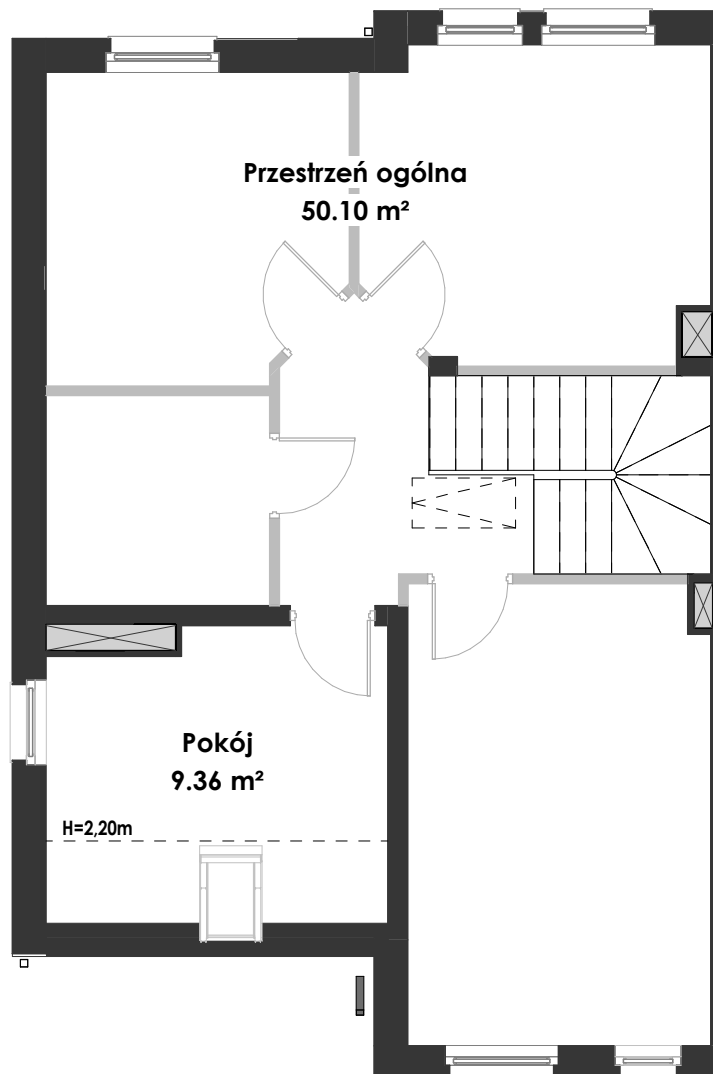 Przestrzeń ogólna
50.10 m²
Pokój
9.36 m²
H=2,20m